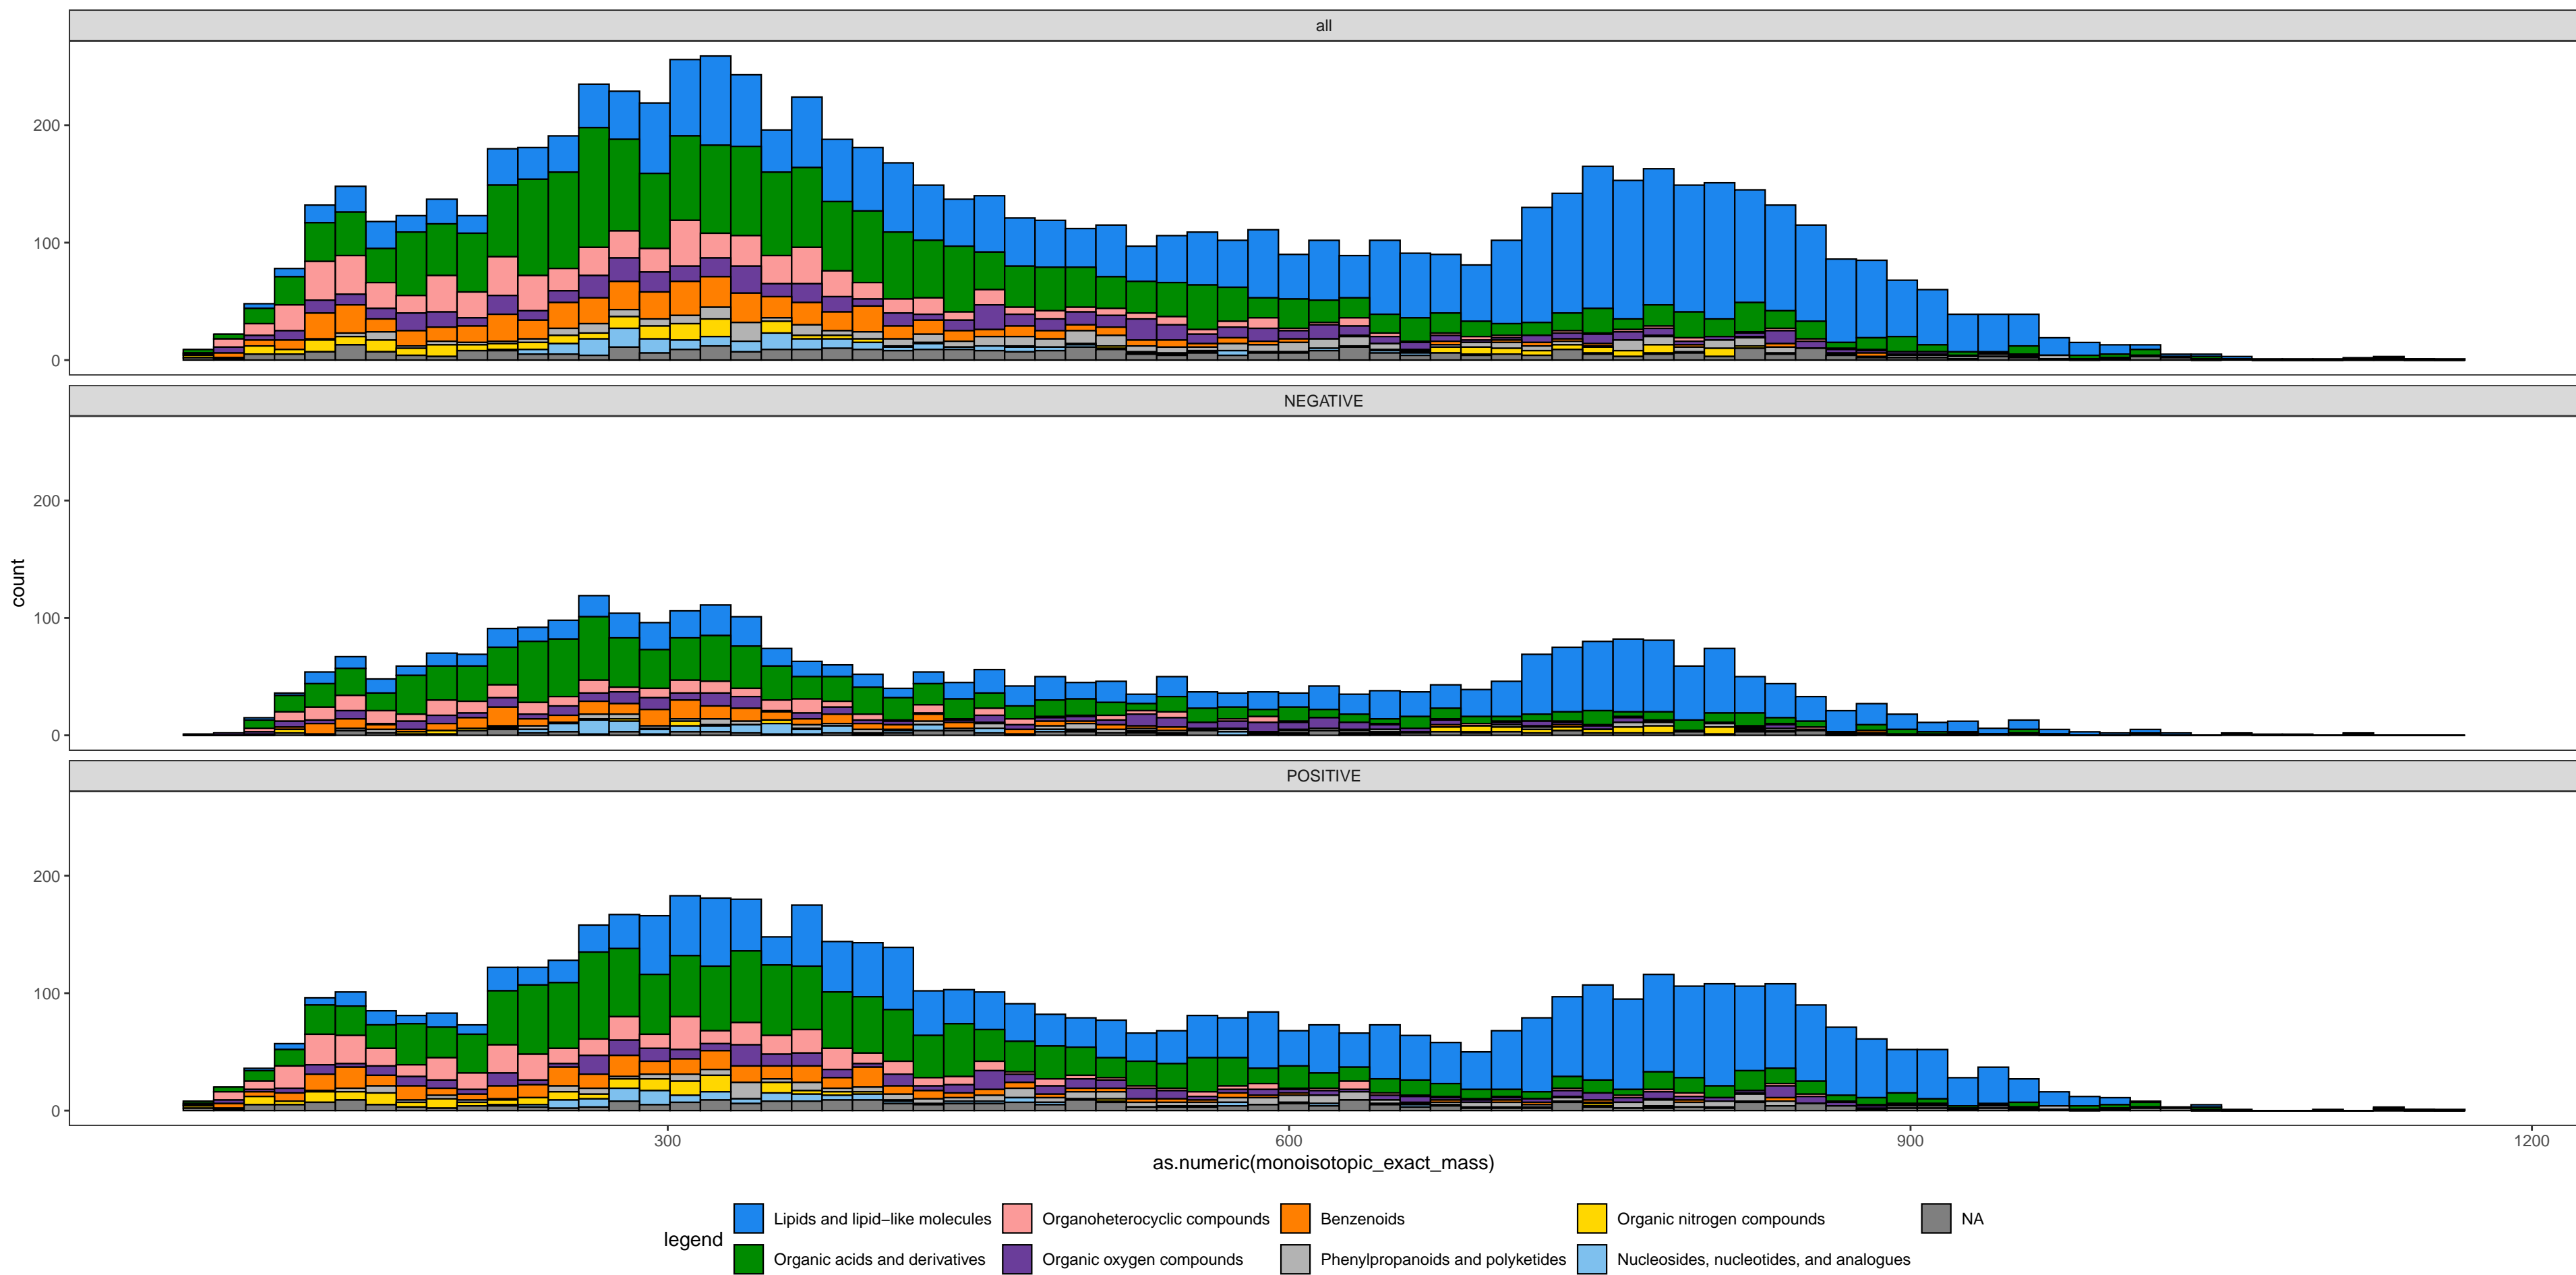 all
200
100
0
NEGATIVE
200
100
0
count
POSITIVE
200
100
0
300 600 900 1200
as.numeric(monoisotopic_exact_mass)
legend
Lipids and lipid–like molecules Organoheterocyclic compounds Benzenoids Organic nitrogen compounds NA
Organic acids and derivatives Organic oxygen compounds Phenylpropanoids and polyketides Nucleosides, nucleotides, and analogues